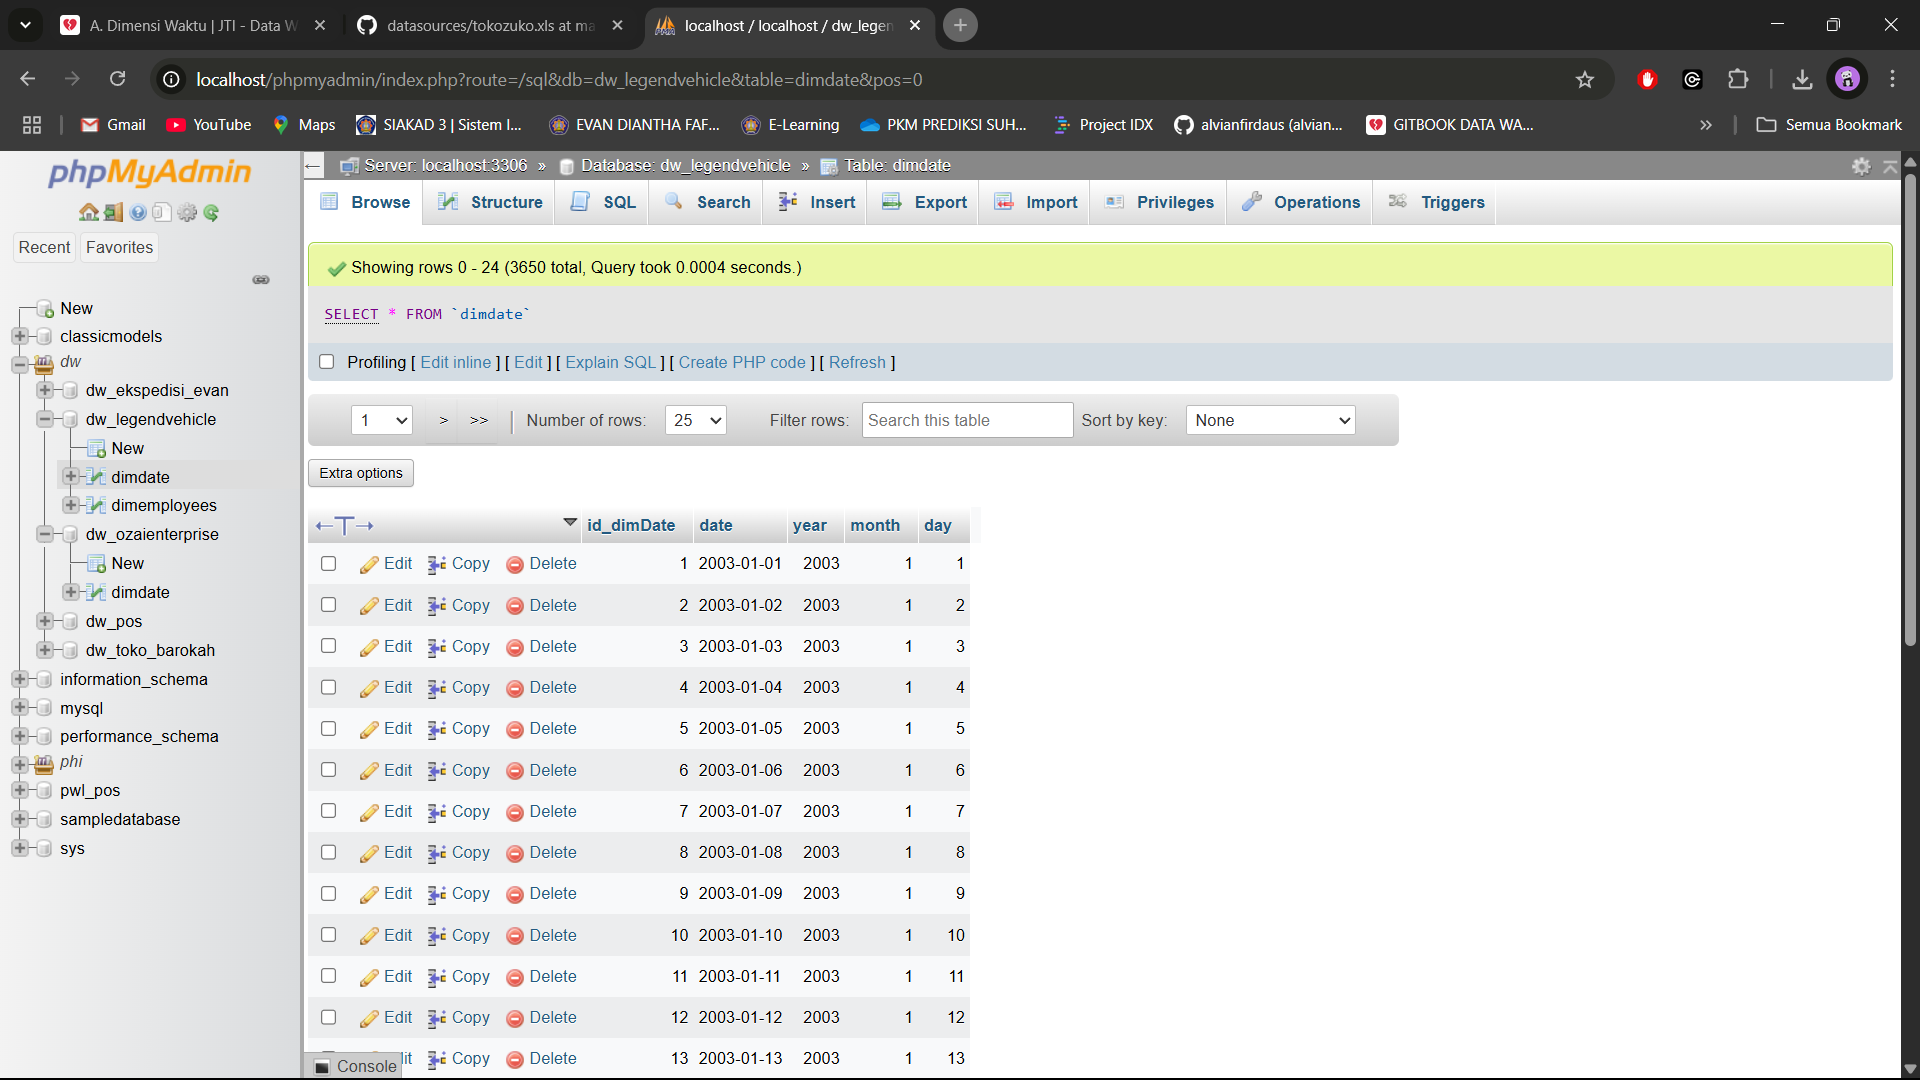 A. Dimensi Waktu | JTI - Data W
datasources/tokozuko.xls at ma
localhost / localhost / dw_legen
localhost/phpmyadmin/index.php?route=/sql&db=dw_legendvehicle&table=dimdate&pos=0
Gmail YouTube Maps SIAKAD 3 | Sistem I... EVAN DIANTHA FAF... E-Learning PKM PREDIKSI SUH... Project IDX alvianfirdaus (alvian... GITBOOK DATA WA... » Semua Bookmark
phpMyAdmin
Recent Favorites
New
classicmodels
dw
dw_ekspedisi_evan
dw_legendvehicle
New
dimdate
dimemployees
dw_ozaienterprise
New
dimdate
dw_pos
dw_toko_barokah
information_schema
mysql
performance_schema
phi
pwl_pos
sampledatabase
sys
Server: localhost:3306 » Database: dw_legendvehicle » Table: dimdate
Browse Structure SQL Search Insert Export Import Privileges Operations Triggers
Showing rows 0 - 24 (3650 total, Query took 0.0004 seconds.)
SELECT * FROM `dimdate`
Profiling [ Edit inline ] [ Edit ] [ Explain SQL ] [ Create PHP code ] [ Refresh ]
1 > >> | Number of rows: 25 Filter rows: Search this table Sort by key: None
Extra options
←T→ id_dimDate date year month day
Edit Copy Delete 1 2003-01-01 2003 1 1
Edit Copy Delete 2 2003-01-02 2003 1 2
Edit Copy Delete 3 2003-01-03 2003 1 3
Edit Copy Delete 4 2003-01-04 2003 1 4
Edit Copy Delete 5 2003-01-05 2003 1 5
Edit Copy Delete 6 2003-01-06 2003 1 6
Edit Copy Delete 7 2003-01-07 2003 1 7
Edit Copy Delete 8 2003-01-08 2003 1 8
Edit Copy Delete 9 2003-01-09 2003 1 9
Edit Copy Delete 10 2003-01-10 2003 1 10
Edit Copy Delete 11 2003-01-11 2003 1 11
Edit Copy Delete 12 2003-01-12 2003 1 12
Copy Delete 13 2003-01-13 2003 1 13
Console